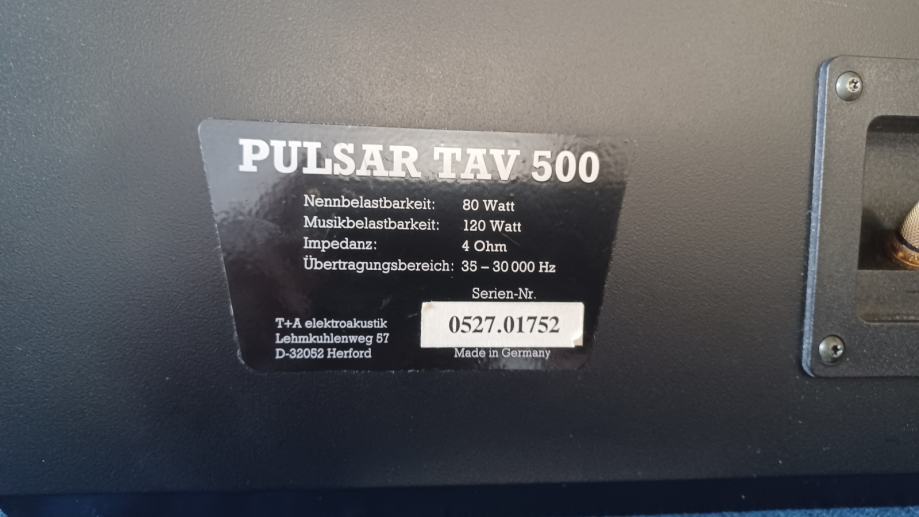 PULSAR TAV 500
Nennbelastbarkeit: 80 Watt
Musikbelastbarkeit: 120 Watt
Impedanz: 4 Ohm
Übertragungsbereich: 35 – 30 000 Hz
Serien-Nr.
0527.01752
T+A elektroakustik
Lehmkuhlenweg 57
D-32052 Herford
Made in Germany